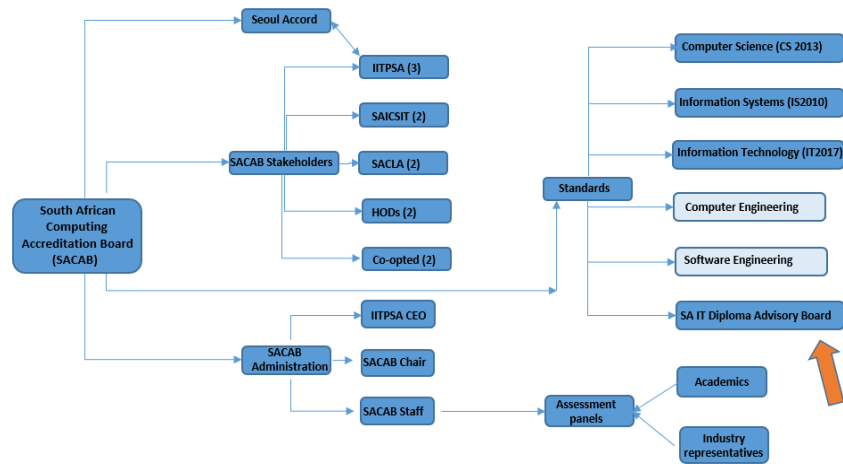 Seoul Accord
IITPSA (3)
SAICSIT (2)
SACAB Stakeholders
SACLA (2)
HODs (2)
Co-opted (2)
South African
Computing
Accreditation Board
(SACAB)
IITPSA CEO
SACAB
Administration
SACAB Chair
SACAB Staff
Assessment
panels
Academics
Industry
representatives
Standards
Computer Science (CS 2013)
Information Systems (IS2010)
Information Technology (IT2017)
Computer Engineering
Software Engineering
SA IT Diploma Advisory Board